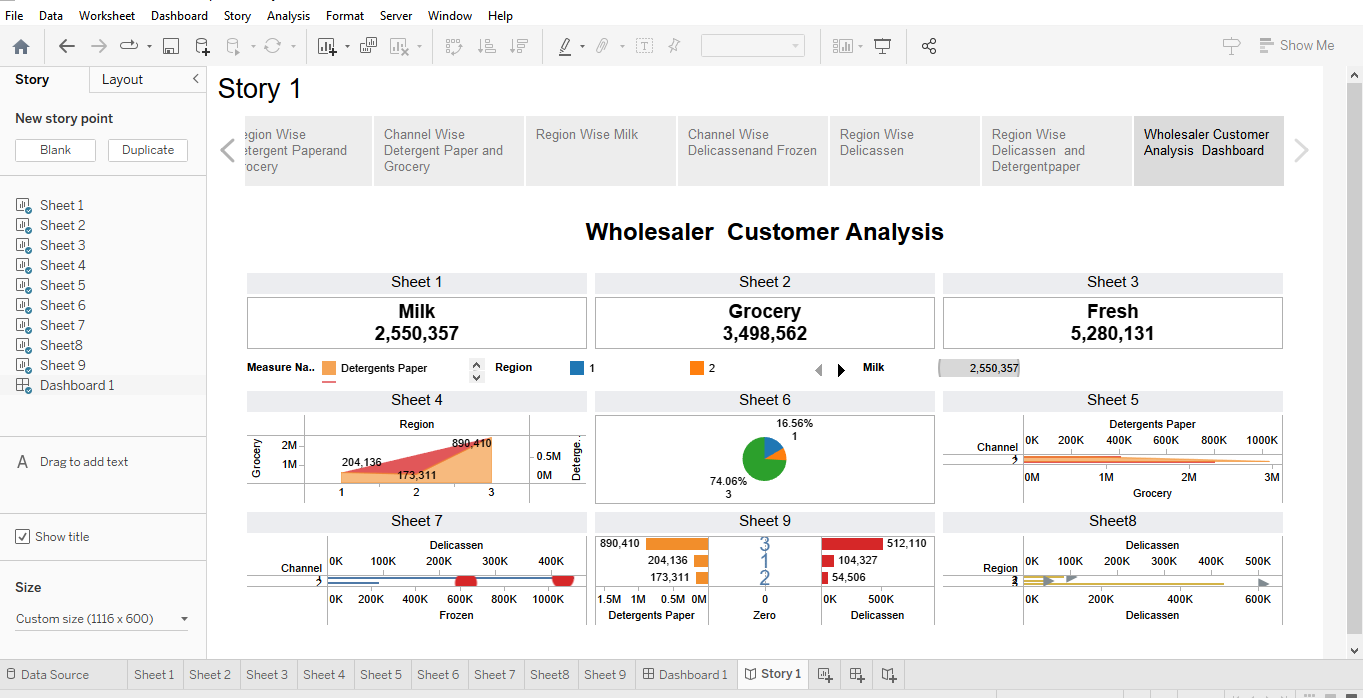 File Data Worksheet Dashboard Story Analysis Format Server Window Help
Show Me
Story Layout
New story point
Blank Duplicate
Sheet 1
Sheet 2
Sheet 3
Sheet 4
Sheet 5
Sheet 6
Sheet 7
Sheet8
Sheet 9
Dashboard 1
A Drag to add text
Show title
Size
Custom size (1116 x 600)
Story 1
egion Wise
etergent Paperand
rocery
Channel Wise
Detergent Paper and
Grocery
Region Wise Milk
Channel Wise
Delicassenand Frozen
Region Wise
Delicassen
Region Wise
Delicassen and
Detergentpaper
Wholesaler Customer
Analysis Dashboard
Wholesaler Customer Analysis
Sheet 1
Milk
2,550,357
Sheet 2
Grocery
3,498,562
Sheet 3
Fresh
5,280,131
Measure Na.. Detergents Paper Region 1 2 Milk 2,550,357
Sheet 4
Region
Grocery
2M
1M
204,136
173,311
890,410
0.5M
0M
Deterge..
1 2 3
Sheet 6
16.56%
1
74.06%
3
Sheet 5
Detergents Paper
Channel 0K 200K 400K 600K 800K 1000K
2
0M 1M 2M 3M
Grocery
Sheet 7
Delicassen
Channel 0K 100K 200K 300K 400K
2
0K 200K 400K 600K 800K 1000K
Frozen
Sheet 9
890,410 3 512,110
204,136 1 104,327
173,311 2 54,506
1.5M 1M 0.5M 0M 0 0K 500K
Detergents Paper Zero Delicassen
Sheet8
Delicassen
Region 0K 100K 200K 300K 400K 500K
0K 200K 400K 600K
Delicassen
Data Source Sheet 1 Sheet 2 Sheet 3 Sheet 4 Sheet 5 Sheet 6 Sheet 7 Sheet8 Sheet 9 Dashboard 1 Story 1